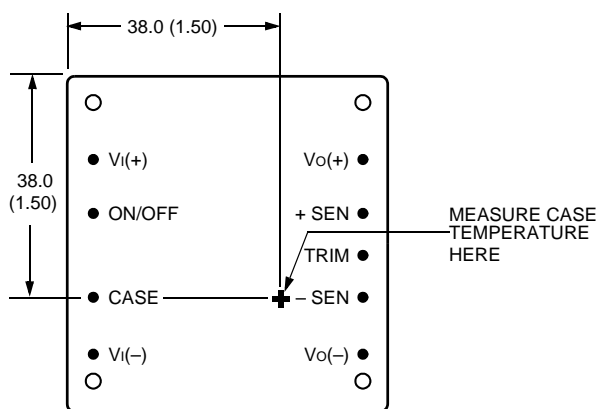 38.0 (1.50)
38.0
(1.50)
VI(+)
VO(+)
ON/OFF
+ SEN
MEASURE CASE
TEMPERATURE
HERE
TRIM
CASE
– SEN
VI(–)
VO(–)